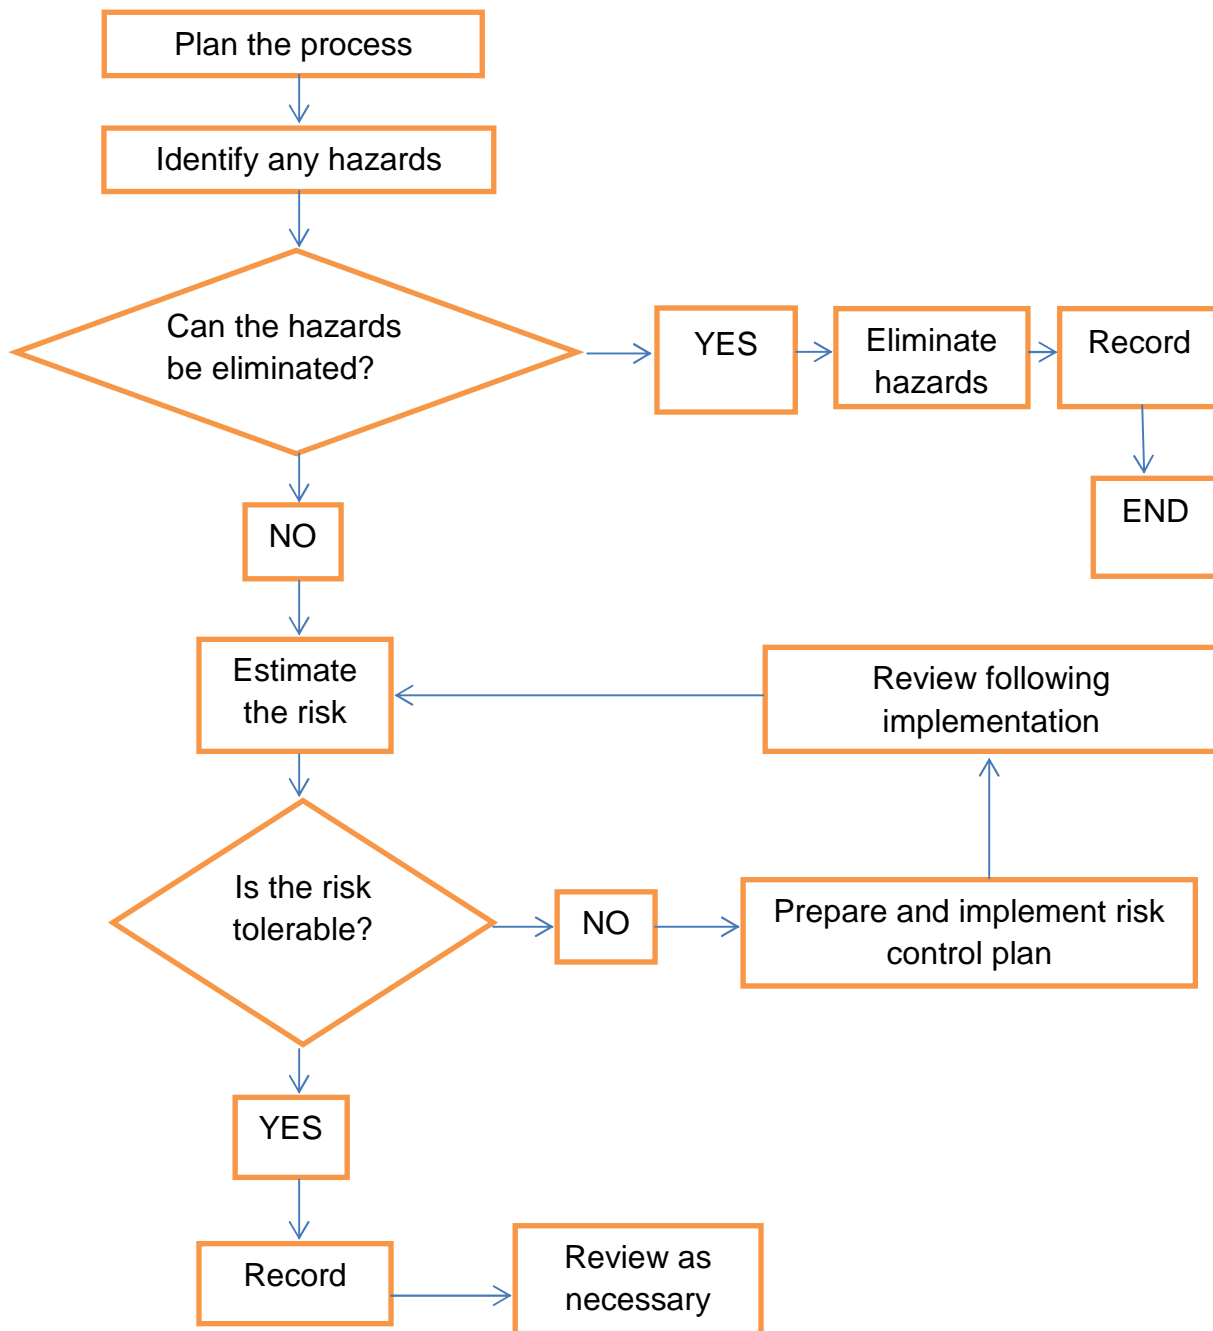 Plan the process
Identify any hazards
Can the hazards
be eliminated?
YES
Eliminate
hazards
Record
END
NO
Estimate
the risk
Review following
implementation
Is the risk
tolerable?
NO
Prepare and implement risk
control plan
YES
Record
Review as
necessary